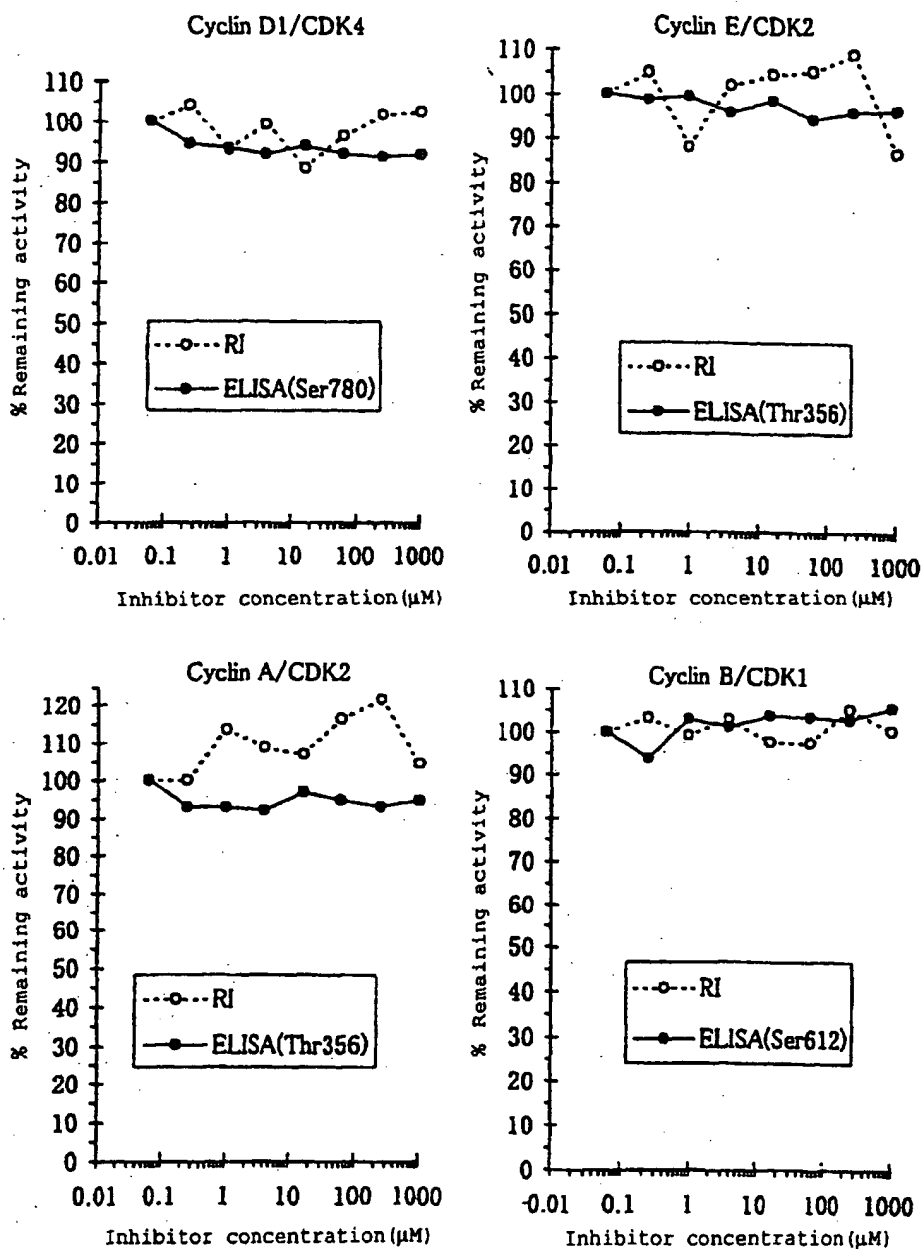 Cyclin D1/CDK4
110
100
90
80
70
60
50
40
30
20
10
0
% Remaining activity
RI
ELISA(Ser780)
0.01 0.1 1 10 100 1000
Inhibitor concentration(µM)
Cyclin E/CDK2
110
100
90
80
70
60
50
40
30
20
10
0
% Remaining activity
RI
ELISA(Thr356)
0.01 0.1 1 10 100 1000
Inhibitor concentration(µM)
Cyclin A/CDK2
120
110
100
90
80
70
60
50
40
30
20
10
0
% Remaining activity
RI
ELISA(Thr356)
0.01 0.1 1 10 100 1000
Inhibitor concentration(µM)
Cyclin B/CDK1
110
100
90
80
70
60
50
40
30
20
10
0
% Remaining activity
RI
ELISA(Ser612)
-0.01 0.1 1 10 100 1000
Inhibitor concentration(µM)